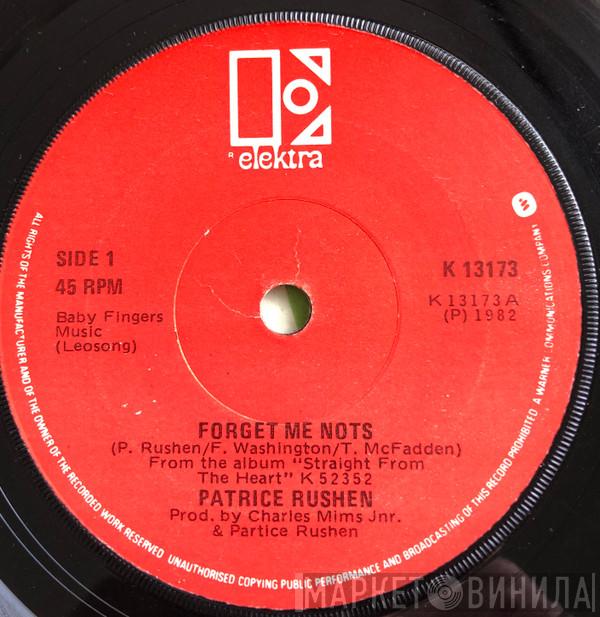 R elektra
SIDE 1
45 RPM
Baby Fingers
Music
(Leosong)
K 13173
K 13173 A
(P) 1982
FORGET ME NOTS
(P. Rushen/F. Washington/T. McFadden)
From the album "Straight From
The Heart" K 52352
PATRICE RUSHEN
Prod. by Charles Mims Jnr.
& Partice Rushen
ALL RIGHTS OF THE MANUFACTURER AND OF THE OWNER OF THE RECORDED WORK RESERVED UNAUTHORISED COPYING PUBLIC PERFORMANCE AND BROADCASTING OF THIS RECORD PROHIBITED A WARNER COMMUNICATIONS COMPANY
МАРКЕТ ВИНИЛА